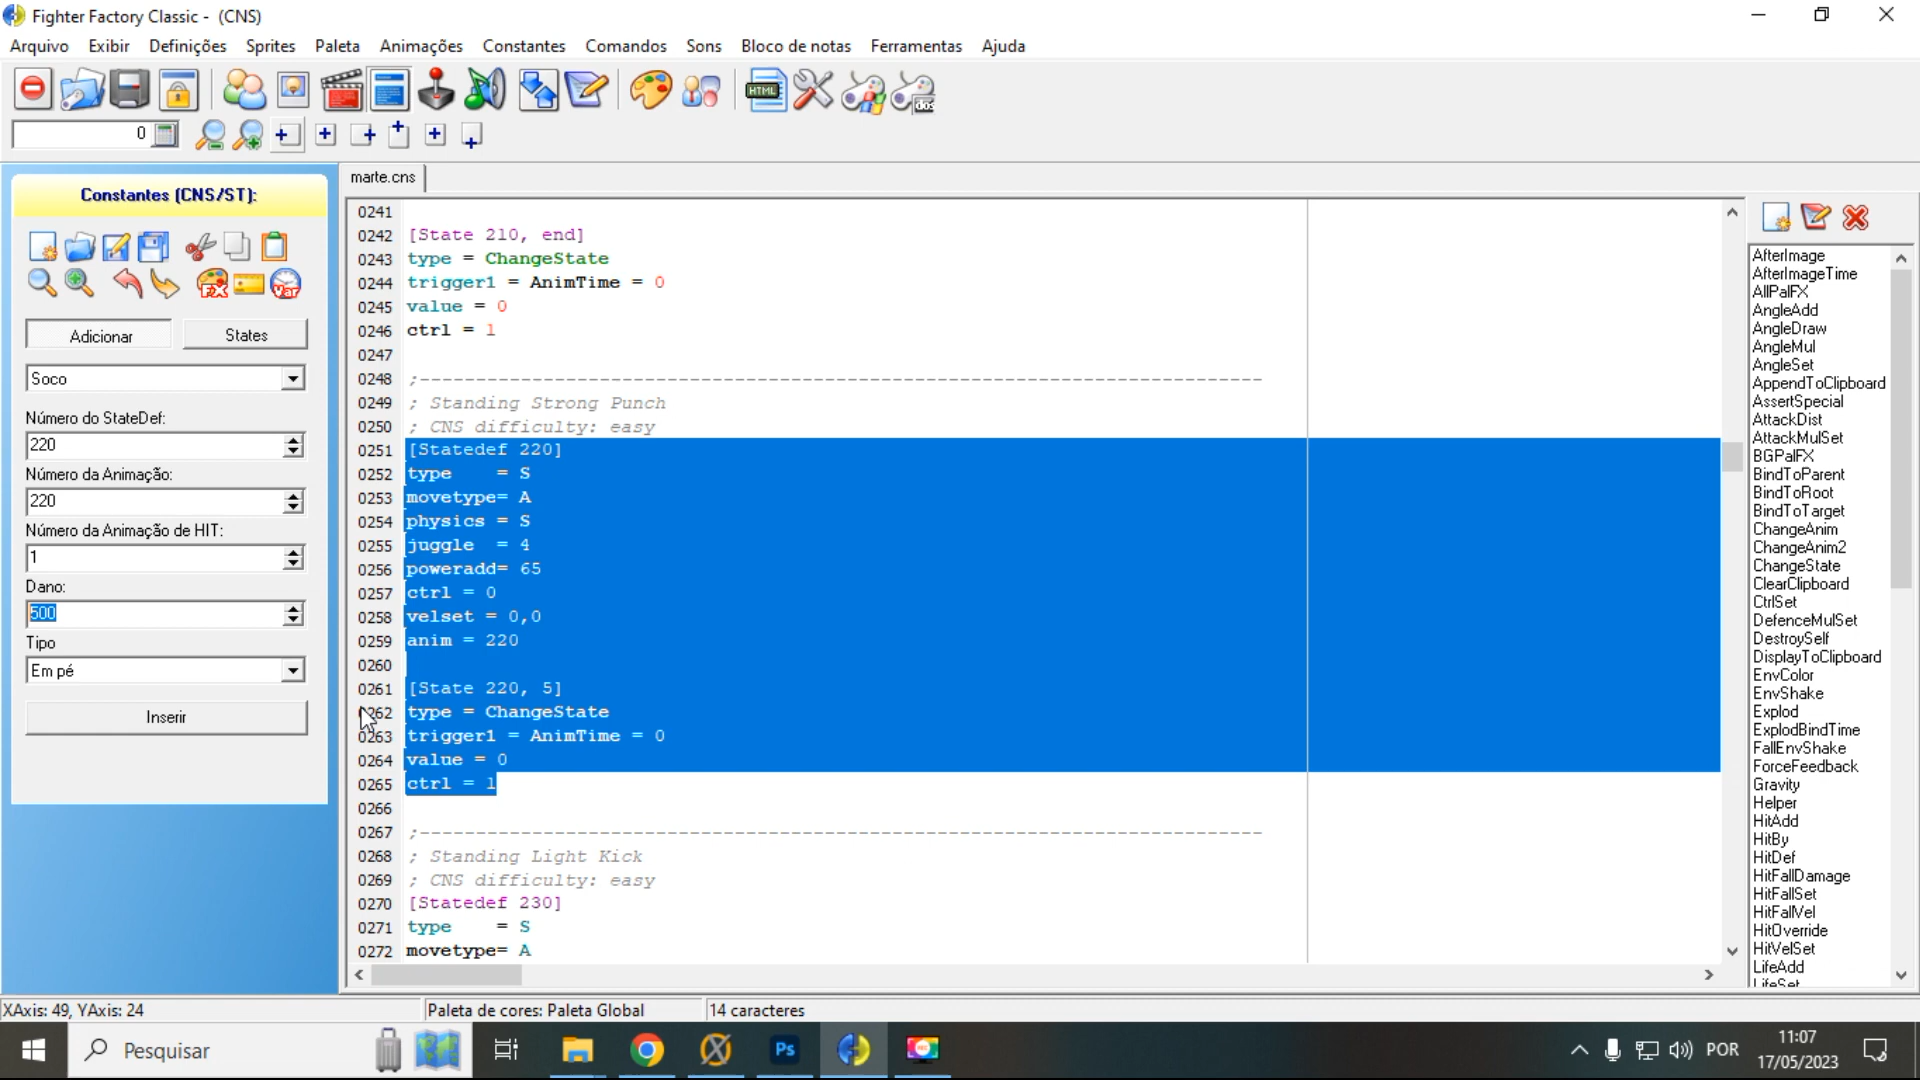 Fighter Factory Classic - (CNS)
Arquivo Exibir Definições Sprites Paleta Animações Constantes Comandos Sons Bloco de notas Ferramentas Ajuda
HTML
dos
0
Constantes (CNS/ST):
FX
Var
Adicionar States
Soco
Número do StateDef:
220
Número da Animação:
220
Número da Animação de HIT:
1
Dano:
500
Tipo
Em pé
Inserir
marte.cns
0241
0242 [State 210, end]
0243 type = ChangeState
0244 trigger1 = AnimTime = 0
0245 value = 0
0246 ctrl = 1
0247
0248 ;---------------------------------------------------------------------------
0249 ; Standing Strong Punch
0250 ; CNS difficulty: easy
0251 [Statedef 220]
0252 type    = S
0253 movetype= A
0254 physics = S
0255 juggle  = 4
0256 poweradd= 65
0257 ctrl = 0
0258 velset = 0,0
0259 anim = 220
0260
0261 [State 220, 5]
0262 type = ChangeState
0263 trigger1 = AnimTime = 0
0264 value = 0
0265 ctrl = 1
0266
0267 ;---------------------------------------------------------------------------
0268 ; Standing Light Kick
0269 ; CNS difficulty: easy
0270 [Statedef 230]
0271 type    = S
0272 movetype= A
AfterImage
AfterImageTime
AllPalFX
AngleAdd
AngleDraw
AngleMul
AngleSet
AppendToClipboard
AssertSpecial
AttackDist
AttackMulSet
BGPalFX
BindToParent
BindToRoot
BindToTarget
ChangeAnim
ChangeAnim2
ChangeState
ClearClipboard
CtrlSet
DefenceMulSet
DestroySelf
DisplayToClipboard
EnvColor
EnvShake
Explod
ExplodBindTime
FallEnvShake
ForceFeedback
Gravity
Helper
HitAdd
HitBy
HitDef
HitFallDamage
HitFallSet
HitFallVel
HitOverride
HitVelSet
LifeAdd
LifeSet
XAxis: 49, YAxis: 24
Paleta de cores: Paleta Global
14 caracteres
Pesquisar
Ps
POR
11:07
17/05/2023